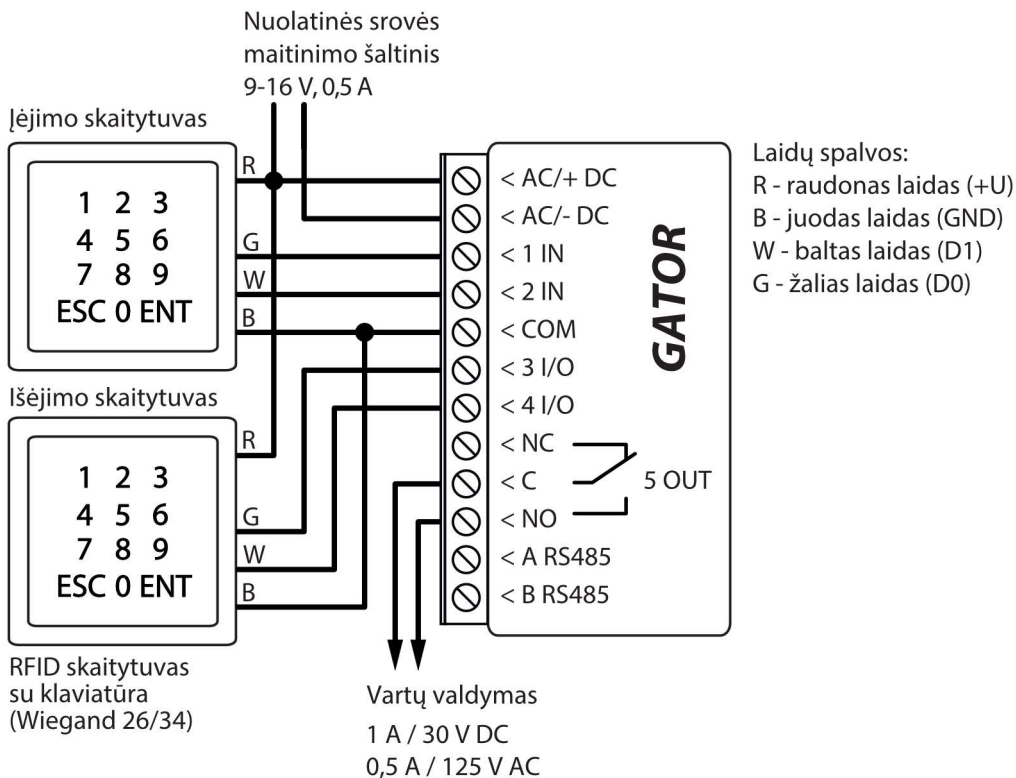 Nuolatinės srovės
maitinimo šaltinis
9-16 V, 0,5 A
Įėjimo skaitytuvas
R
1 2 3
4 5 6
7 8 9
ESC 0 ENT
G
W
B
Išėjimo skaitytuvas
R
1 2 3
4 5 6
7 8 9
ESC 0 ENT
G
W
B
RFID skaitytuvas
su klaviatūra
(Wiegand 26/34)
< AC/+ DC
< AC/- DC
< 1 IN
< 2 IN
< COM
< 3 I/O
< 4 I/O
< NC
< C
5 OUT
< NO
< A RS485
< B RS485
GATOR
Vartų valdymas
1 A / 30 V DC
0,5 A / 125 V AC
Laidų spalvos:
R - raudonas laidas (+U)
B - juodas laidas (GND)
W - baltas laidas (D1)
G - žalias laidas (D0)